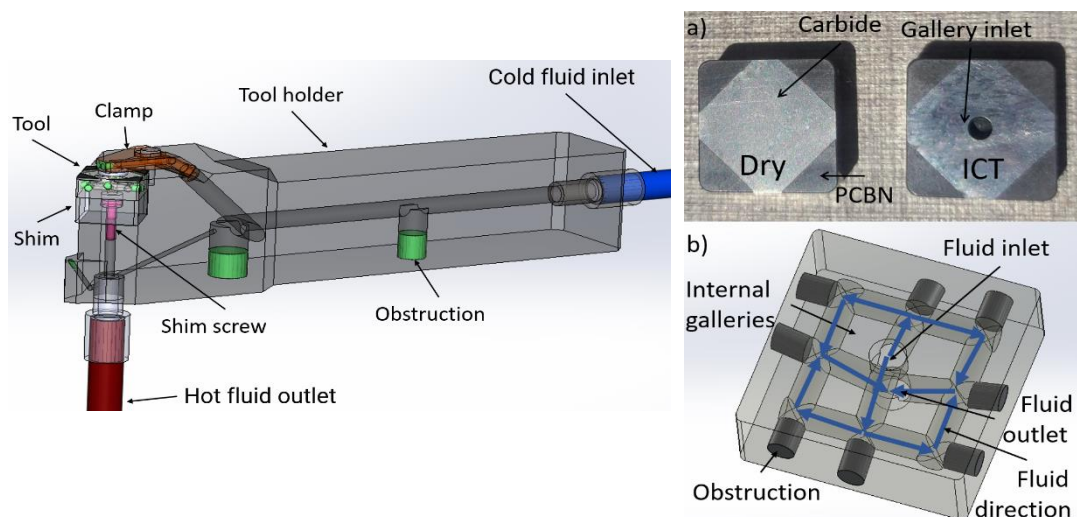 Clamp
Tool holder
Cold fluid inlet
Tool
Shim
Shim screw
Obstruction
Hot fluid outlet
a)
Carbide
Gallery inlet
Dry
ICT
PCBN
b)
Fluid inlet
Internal
galleries
Fluid
outlet
Obstruction
Fluid
direction